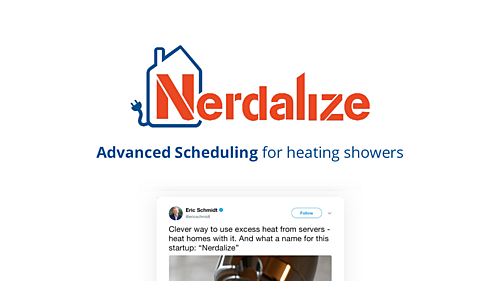 Nerdalize
Advanced Scheduling for heating showers
Eric Schmidt
@ericschmidt
Follow
Clever way to use excess heat from servers -
heat homes with it. And what a name for this
startup: “Nerdalize”